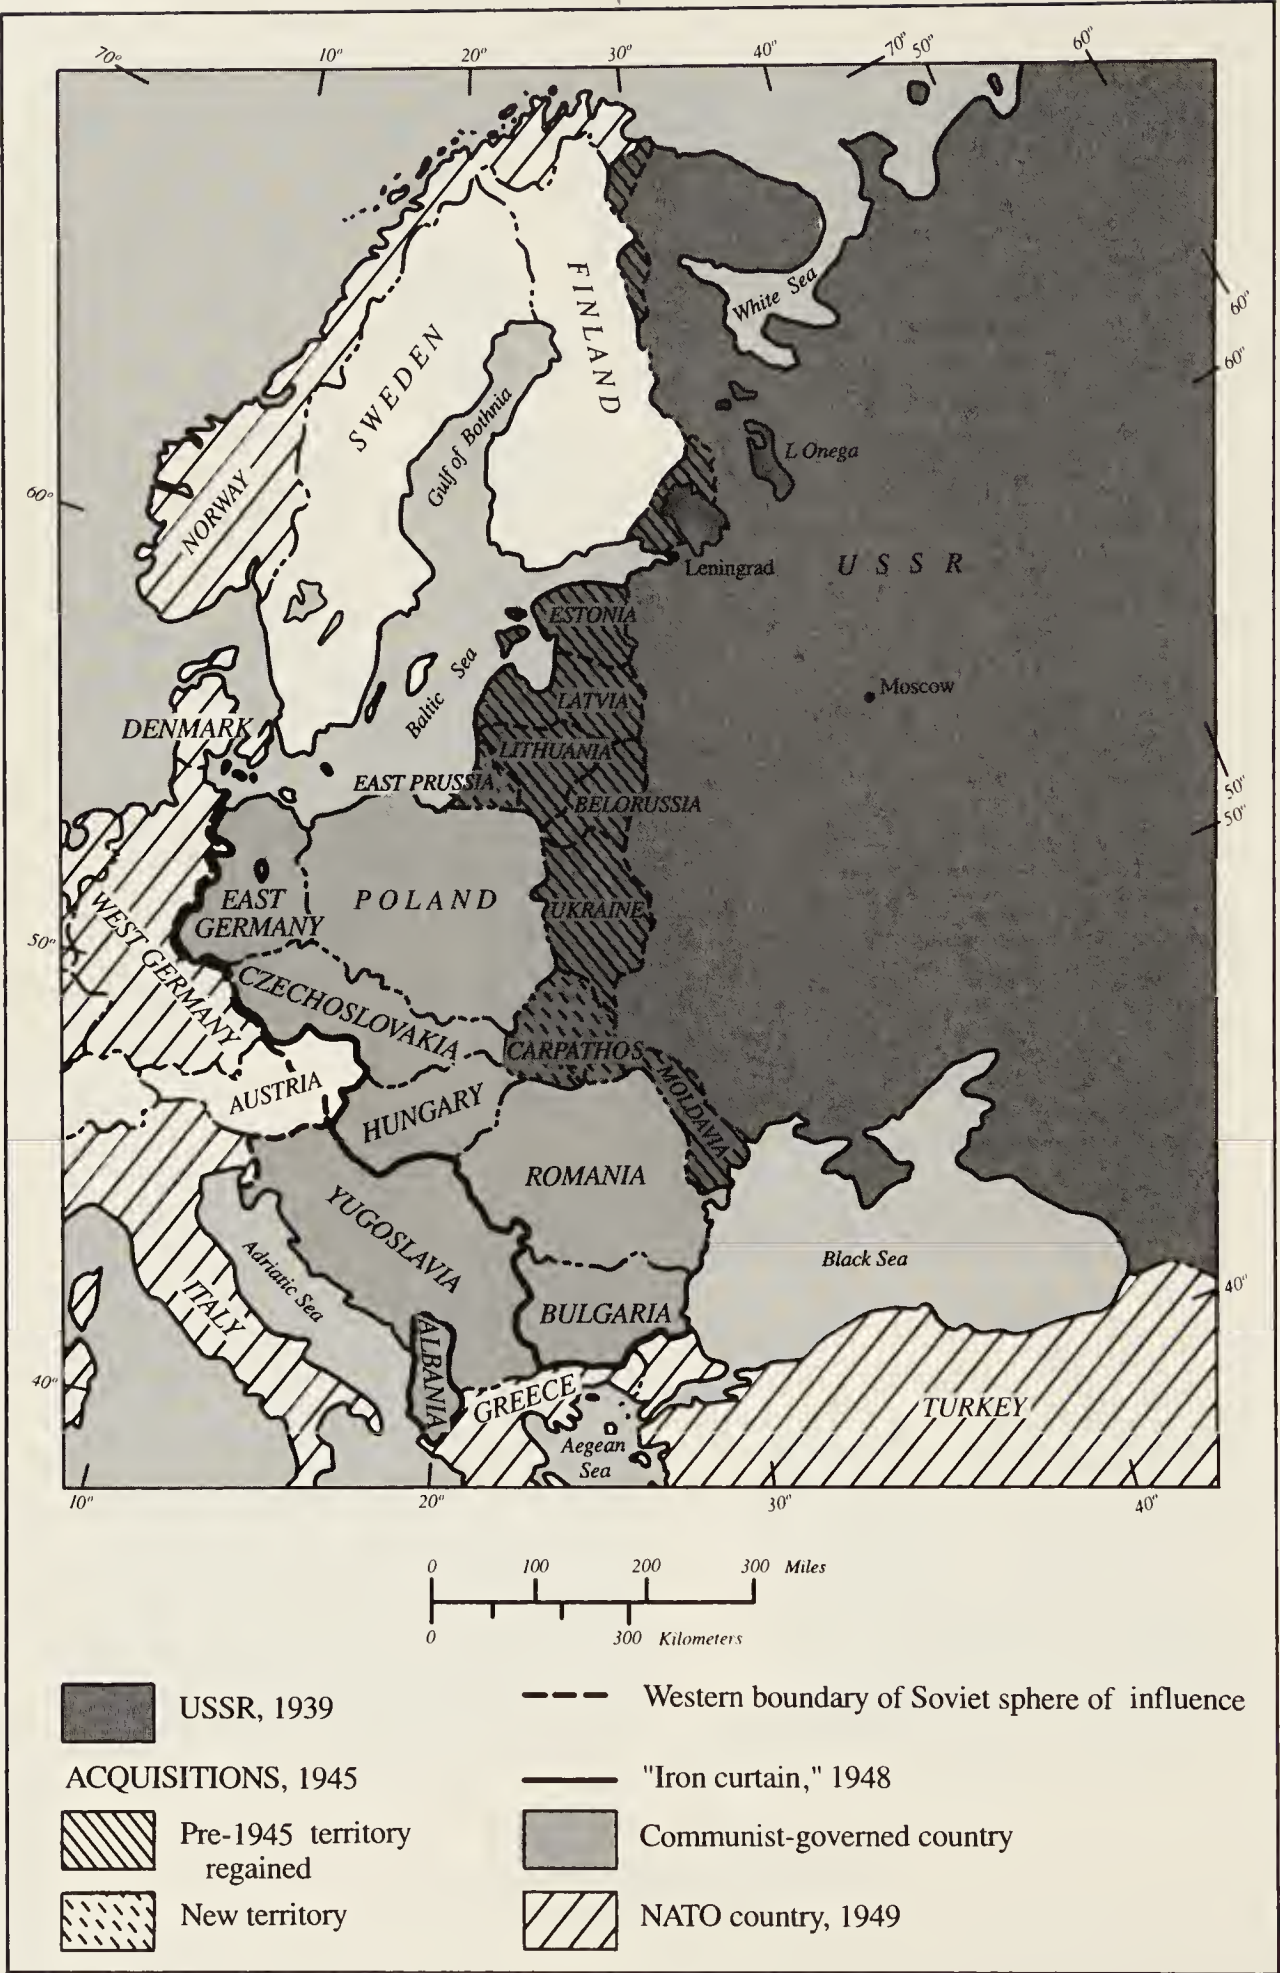 70°
10°
20°
30°
40°
70°
50°
60°
FINLAND
White Sea
60°
60°
SWEDEN
Gulf of Bothnia
L Onega
NORWAY
60°
Leningrad
U S S R
ESTONIA
Baltic Sea
Moscow
LATVIA
DENMARK
LITHUANIA
EAST PRUSSIA
50°
50°
BELORUSSIA
EAST
GERMANY
POLAND
UKRAINE
WEST GERMANY
50°
CZECHOSLOVAKIA
CARPATHOS
MOLDAVIA
AUSTRIA
HUNGARY
ROMANIA
YUGOSLAVIA
Adriatic Sea
Black Sea
40°
ITALY
BULGARIA
ALBANIA
40°
GREECE
TURKEY
Aegean
Sea
10°
20°
30°
40°
0 100 200 300 Miles
0 300 Kilometers
USSR, 1939
ACQUISITIONS, 1945
Pre-1945 territory
regained
New territory
Western boundary of Soviet sphere of influence
"Iron curtain," 1948
Communist-governed country
NATO country, 1949